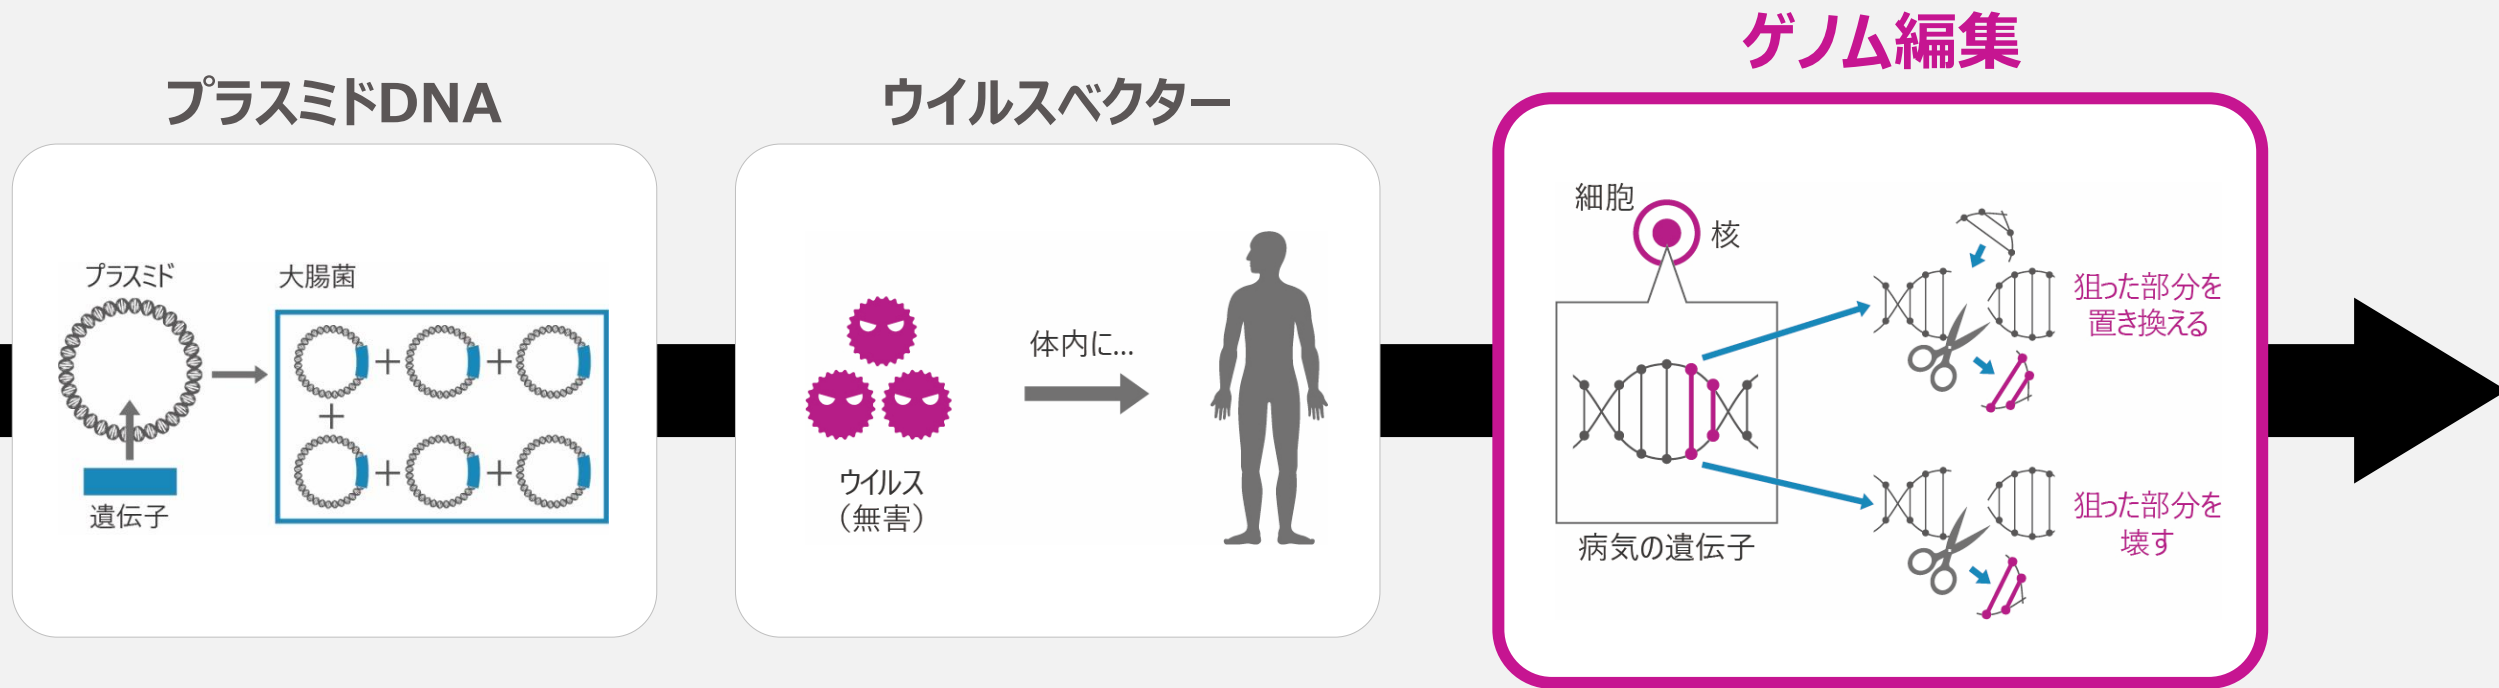 プラスミドDNA
プラスミド
大腸菌
遺伝子
ウイルスベクター
体内に...
ウイルス
（無害）
ゲノム編集
細胞
核
病気の遺伝子
狙った部分を
置き換える
狙った部分を
壊す